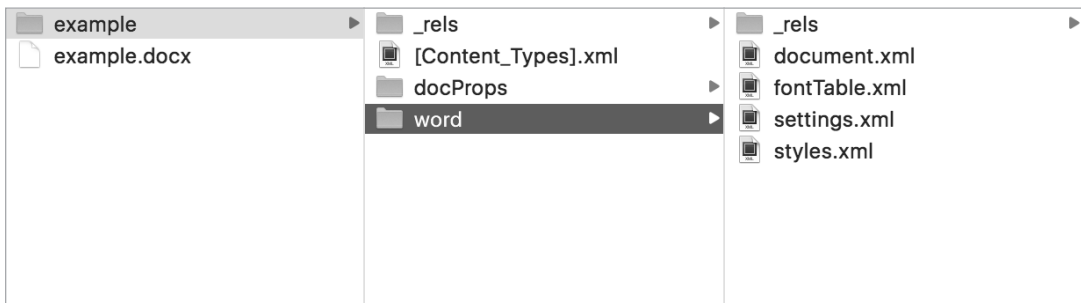 example
example.docx
_rels
[Content_Types].xml
docProps
word
_rels
document.xml
fontTable.xml
settings.xml
styles.xml